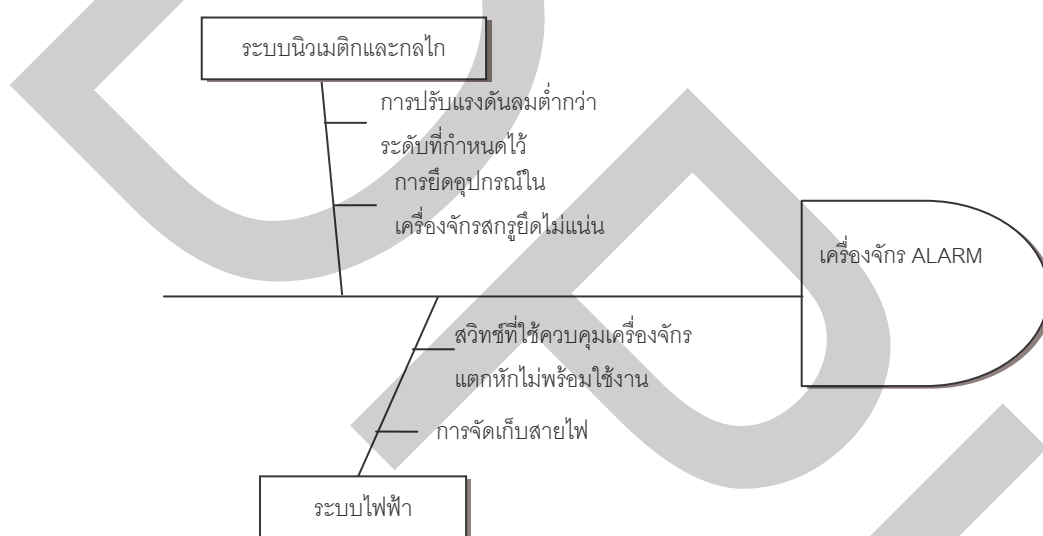 ระบบนิวเมติกและกลไก
การปรับแรงดันลมต่ำกว่า
ระดับที่กำหนดไว้
การยึดอุปกรณ์ใน
เครื่องจักรสกรูยึดไม่แน่น
เครื่องจักร ALARM
สวิทช์ที่ใช้ควบคุมเครื่องจักร
แตกหักไม่พร้อมใช้งาน
การจัดเก็บสายไฟ
ระบบไฟฟ้า